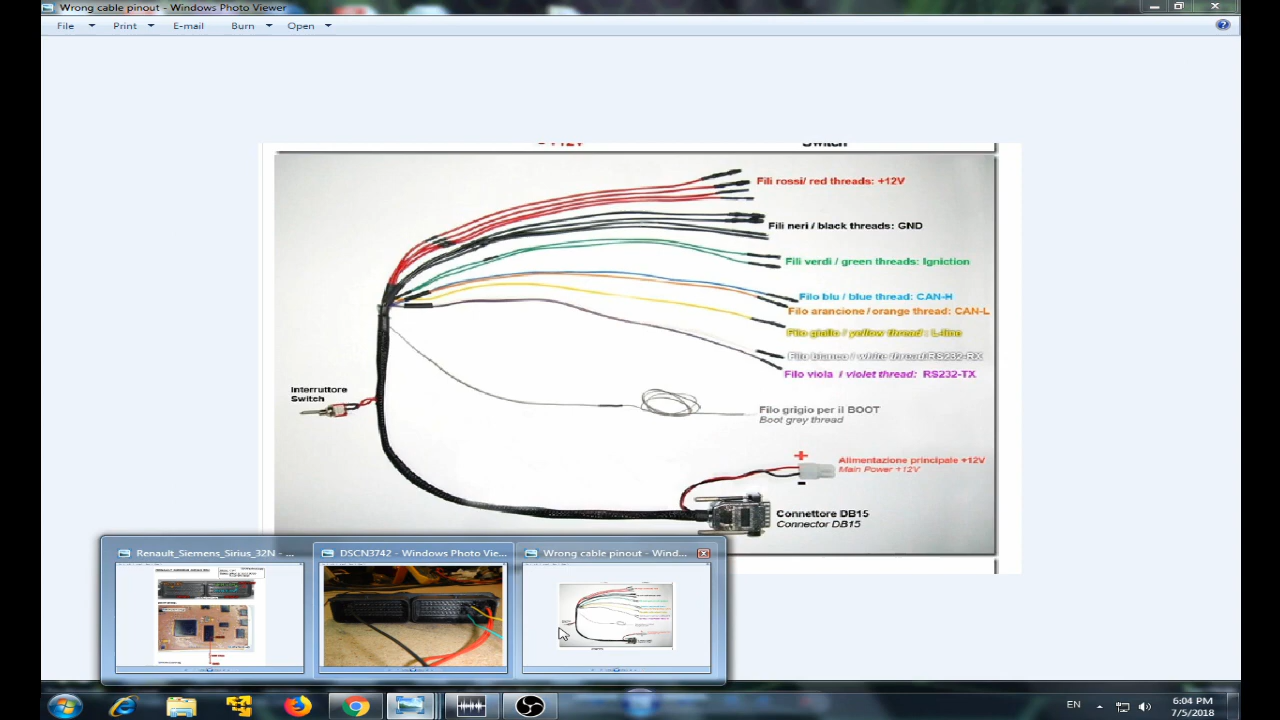 Wrong cable pinout - Windows Photo Viewer
File Print E-mail Burn Open
Switch
Fili rossi/ red threads: +12V
Fili neri / black threads: GND
Fili verdi / green threads: Igniction
Filo blu / blue thread: CAN-H
Filo arancione / orange thread: CAN-L
Filo giallo / yellow thread : L-line
Filo bianco / white thread RS232-RX
Filo viola / violet thread: RS232-TX
Interruttore
Switch
Filo grigio per il BOOT
Boot grey thread
+
Alimentazione principale +12V
Main Power +12V
-
Connettore DB15
Connector DB15
Renault_Siemens_Sirius_32N - ...
DSCN3742 - Windows Photo Vie...
Wrong cable pinout - Wind...
EN
6:04 PM
7/5/2018